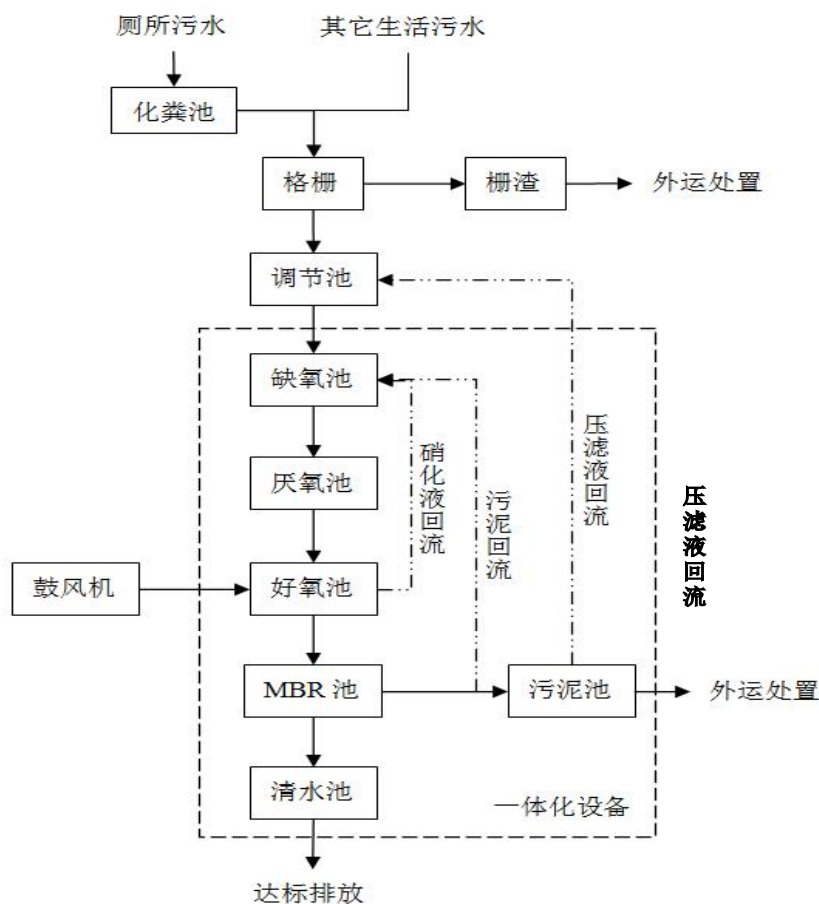 厕所污水
其它生活污水
化粪池
格栅
栅渣
外运处置
调节池
缺氧池
厌氧池
硝化液回流
污泥回流
压滤液回流
压滤液回流
鼓风机
好氧池
MBR 池
污泥池
外运处置
清水池
一体化设备
达标排放